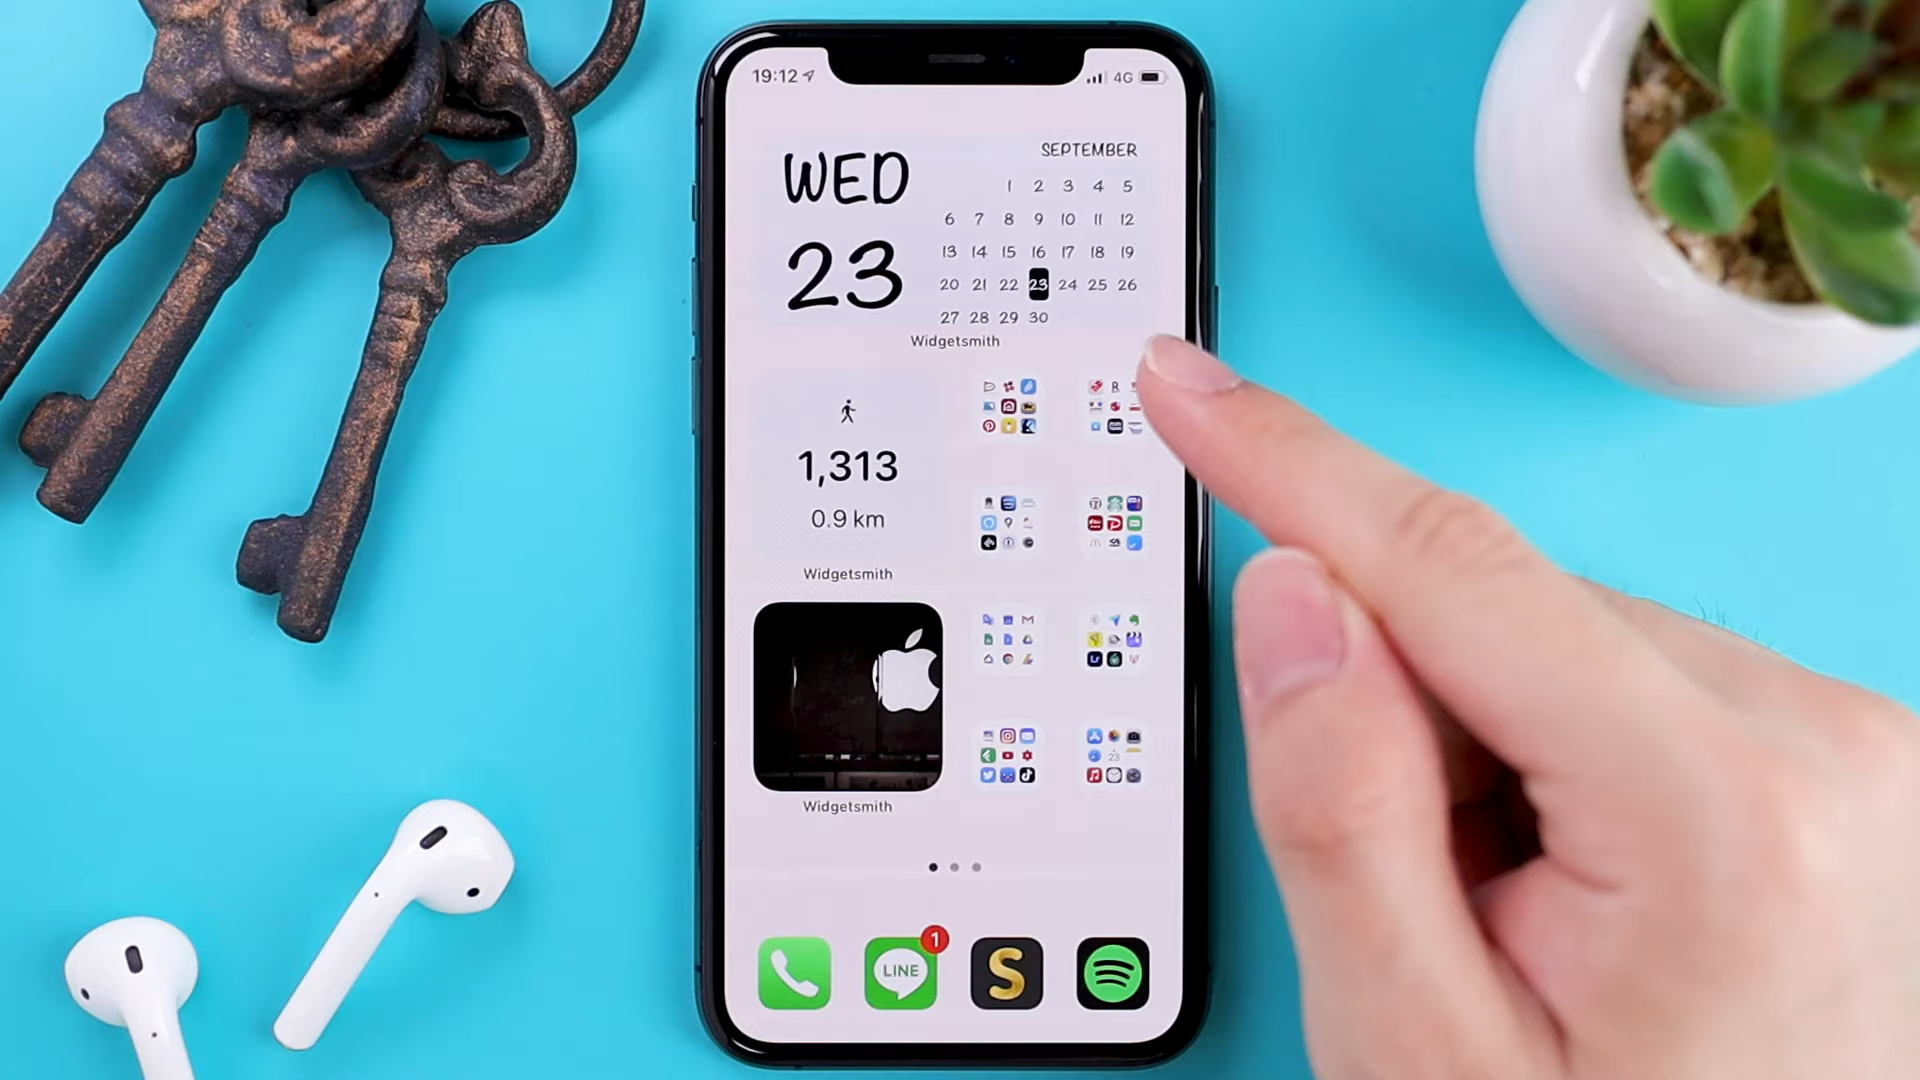 19:12
4G
WED
23
SEPTEMBER
1 2 3 4 5
6 7 8 9 10 11 12
13 14 15 16 17 18 19
20 21 22 23 24 25 26
27 28 29 30
Widgetsmith
1,313
0.9 km
Widgetsmith
Widgetsmith
23
1
LINE
S